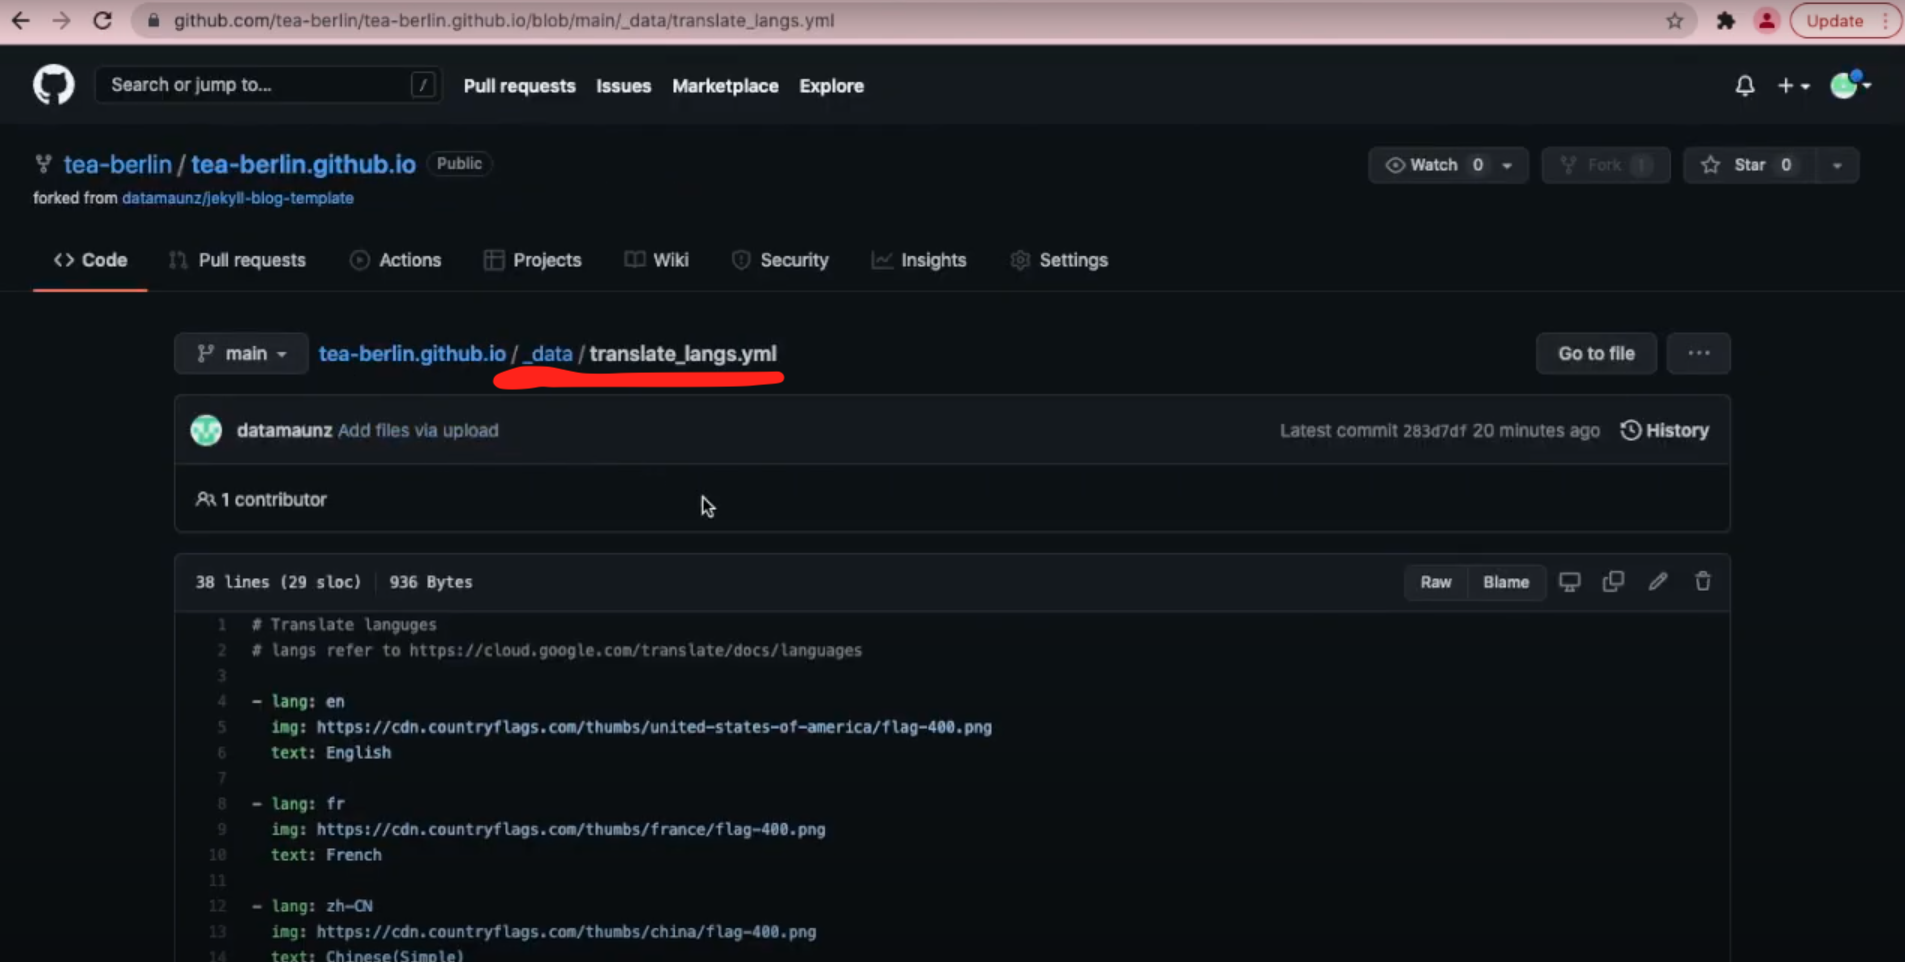 github.com/tea-berlin/tea-berlin.github.io/blob/main/_data/translate_langs.yml
Update
Search or jump to...
/
Pull requests
Issues
Marketplace
Explore
tea-berlin / tea-berlin.github.io
Public
Watch 0
Fork 1
Star 0
forked from datamaunz/jekyll-blog-template
Code
Pull requests
Actions
Projects
Wiki
Security
Insights
Settings
main
tea-berlin.github.io / _data / translate_langs.yml
Go to file
...
datamaunz Add files via upload
Latest commit 283d7df 20 minutes ago
History
1 contributor
38 lines (29 sloc)
936 Bytes
Raw
Blame
1 # Translate languges
2 # langs refer to https://cloud.google.com/translate/docs/languages
3
4 - lang: en
5 img: https://cdn.countryflags.com/thumbs/united-states-of-america/flag-400.png
6 text: English
7
8 - lang: fr
9 img: https://cdn.countryflags.com/thumbs/france/flag-400.png
10 text: French
11
12 - lang: zh-CN
13 img: https://cdn.countryflags.com/thumbs/china/flag-400.png
14 text: Chinese(Simple)